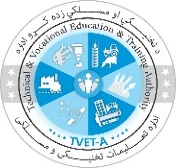 د تخنیکي او مسلکي زده کړو اداره
Technical & Vocational Education & Training Authority
TVET-A
اداره تعلیمات تخنیکی و مسلکی